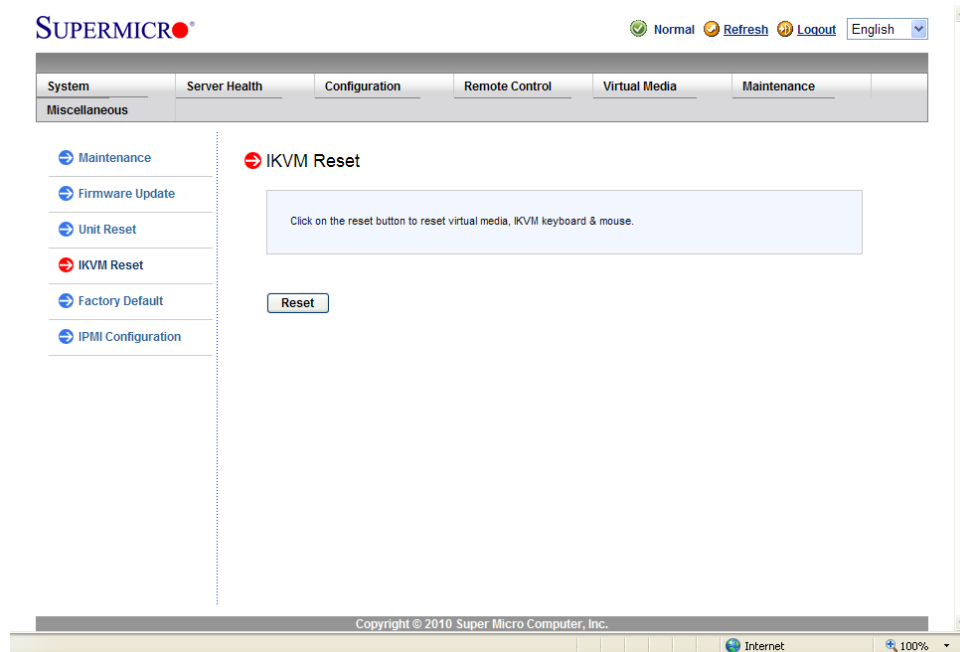 SUPERMICRO
Normal Refresh Logout English
System Server Health Configuration Remote Control Virtual Media Maintenance
Miscellaneous
Maintenance
Firmware Update
Unit Reset
IKVM Reset
Factory Default
IPMI Configuration
IKVM Reset
Click on the reset button to reset virtual media, IKVM keyboard & mouse.
Reset
Copyright © 2010 Super Micro Computer, Inc.
Internet 100%